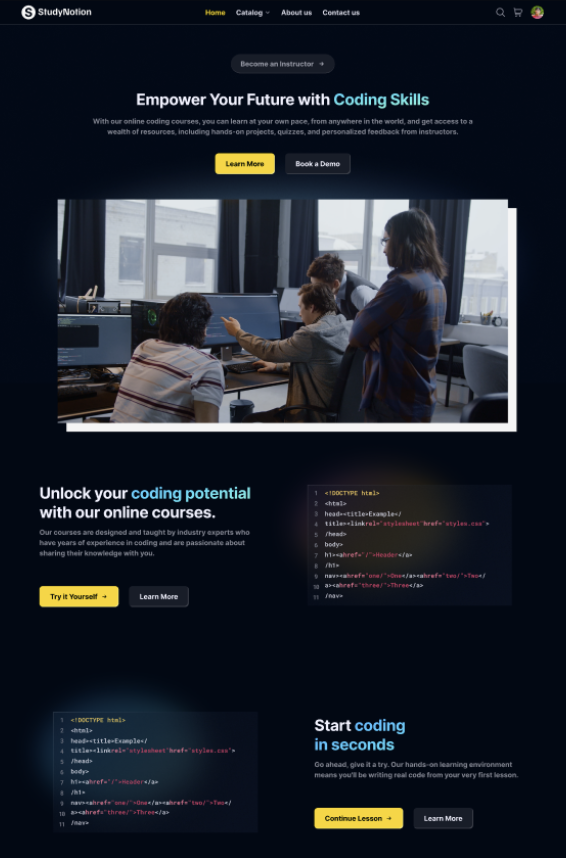 StudyNotion
Home Catalog About us Contact us
Become an Instructor →
Empower Your Future with Coding Skills
With our online coding courses, you can learn at your own pace, from anywhere in the world, and get access to a
wealth of resources, including hands-on projects, quizzes, and personalized feedback from instructors.
Learn More
Book a Demo
Unlock your coding potential
with our online courses.
Our courses are designed and taught by industry experts who
have years of experience in coding and are passionate about
sharing their knowledge with you.
Try it Yourself →
Learn More
1 <!DOCTYPE html>
2 <html>
3 head><title>Example</
4 title><linkrel="stylesheet"href="styles.css">
5 /head>
6 body>
7 h1><ahref="/">Header</a>
8 /h1>
9 nav><ahref="one/">One</a><ahref="two/">Two</
10 a><ahref="three/">Three</a>
11 /nav>
1 <!DOCTYPE html>
2 <html>
3 head><title>Example</
4 title><linkrel="stylesheet"href="styles.css">
5 /head>
6 body>
7 h1><ahref="/">Header</a>
8 /h1>
9 nav><ahref="one/">One</a><ahref="two/">Two</
10 a><ahref="three/">Three</a>
11 /nav>
Start coding
in seconds
Go ahead, give it a try. Our hands-on learning environment
means you'll be writing real code from your very first lesson.
Continue Lesson →
Learn More